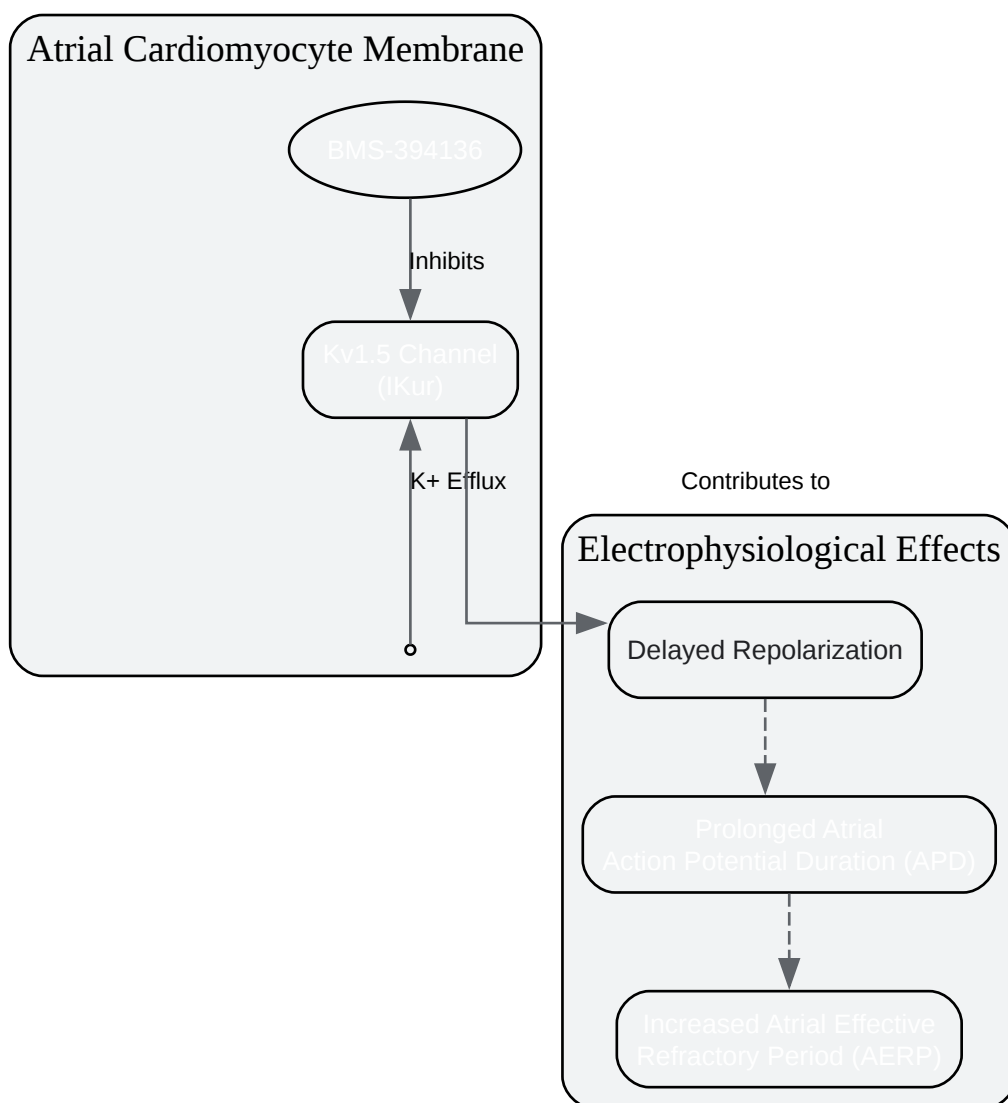 Atrial Cardiomyocyte Membrane
BMS-394136
Inhibits
Kv1.5 Channel
(IKur)
K+ Efflux
Contributes to
Electrophysiological Effects
Delayed Repolarization
Prolonged Atrial
Action Potential Duration (APD)
Increased Atrial Effective
Refractory Period (AERP)